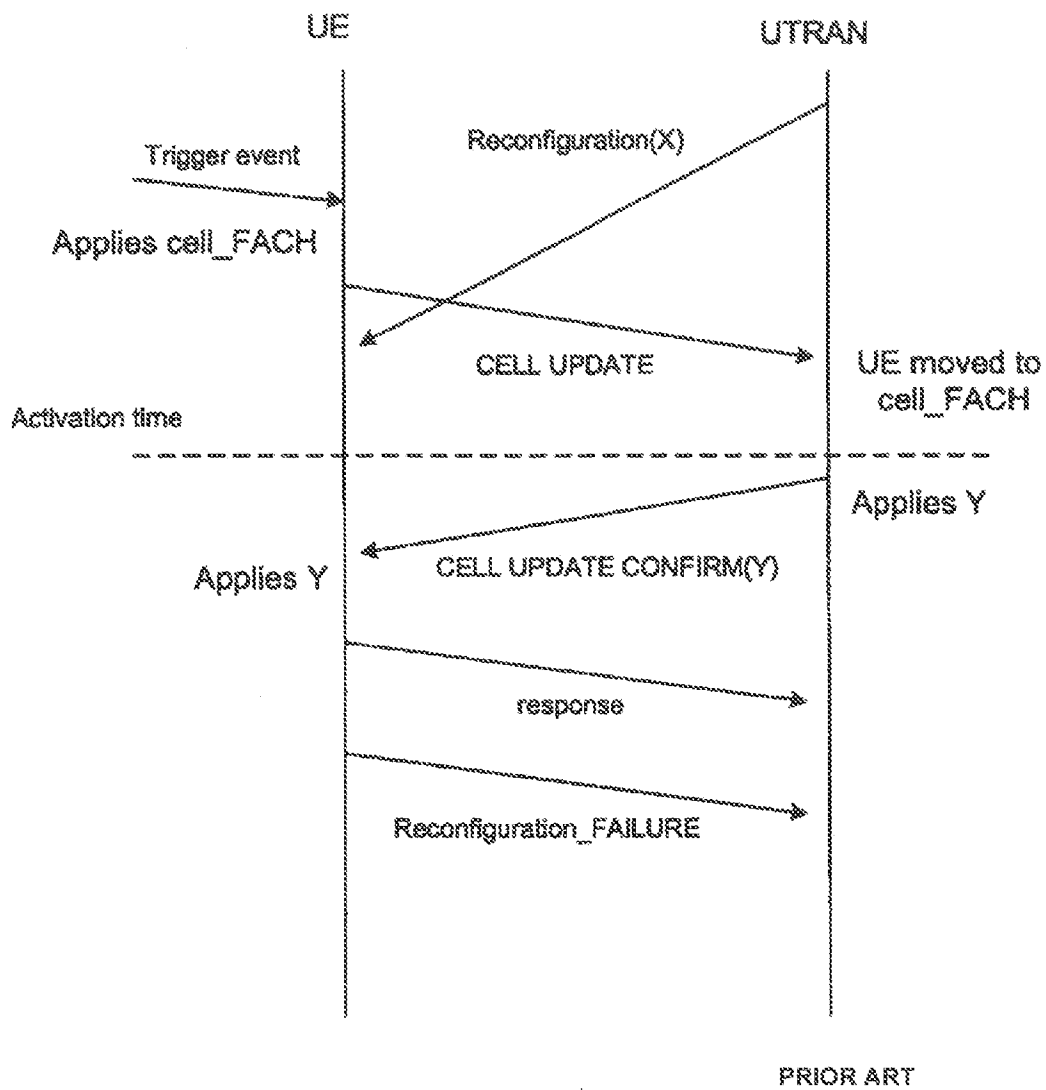 UE
UTRAN
Reconfiguration(X)
Trigger event
Applies cell_FACH
CELL UPDATE
UE moved to
cell_FACH
Activation time
Applies Y
CELL UPDATE CONFIRM(Y)
Applies Y
response
Reconfiguration_FAILURE
PRIOR ART